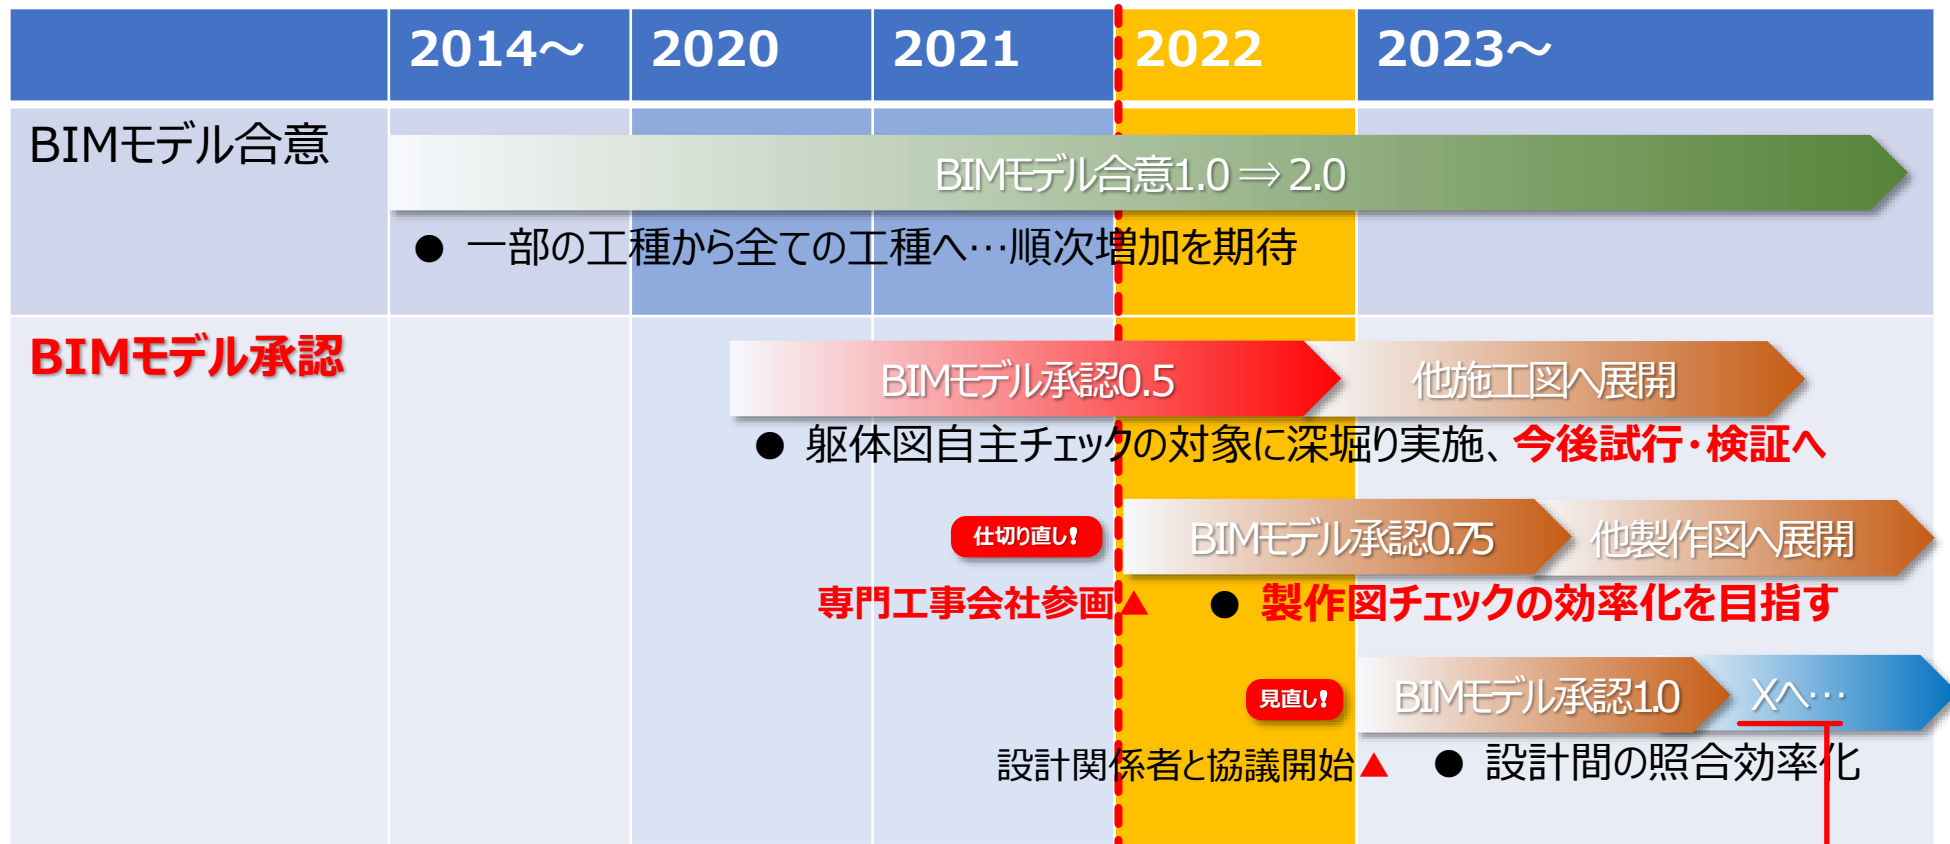 2014～ 2020 2021 2022 2023～
BIMモデル合意
BIMモデル合意1.0⇒2.0
● 一部の工種から全ての工種へ…順次増加を期待
BIMモデル承認
BIMモデル承認0.5 他施工図へ展開
● 躯体図自主チェックの対象に深堀り実施、今後試行・検証へ
仕切り直し! BIMモデル承認0.75 他製作図へ展開
専門工事会社参画▲ ● 製作図チェックの効率化を目指す
見直し! BIMモデル承認1.0 Xへ…
設計関係者と協議開始▲ ● 設計間の照合効率化